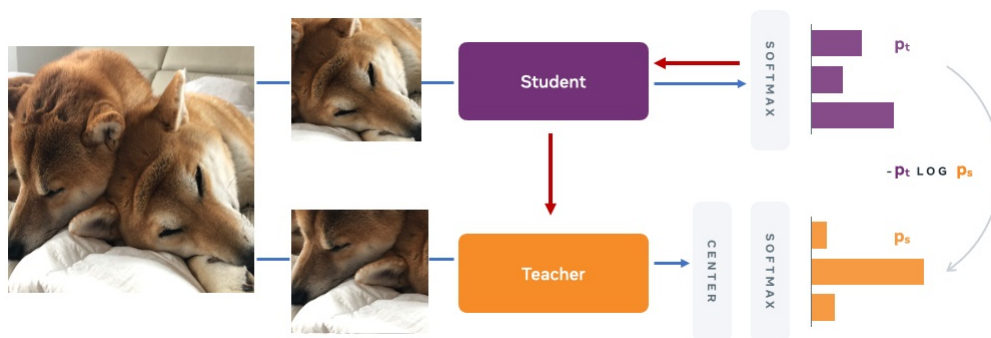 Student
SOFTMAX
pt
-pt LOG ps
Teacher
CENTER
SOFTMAX
ps